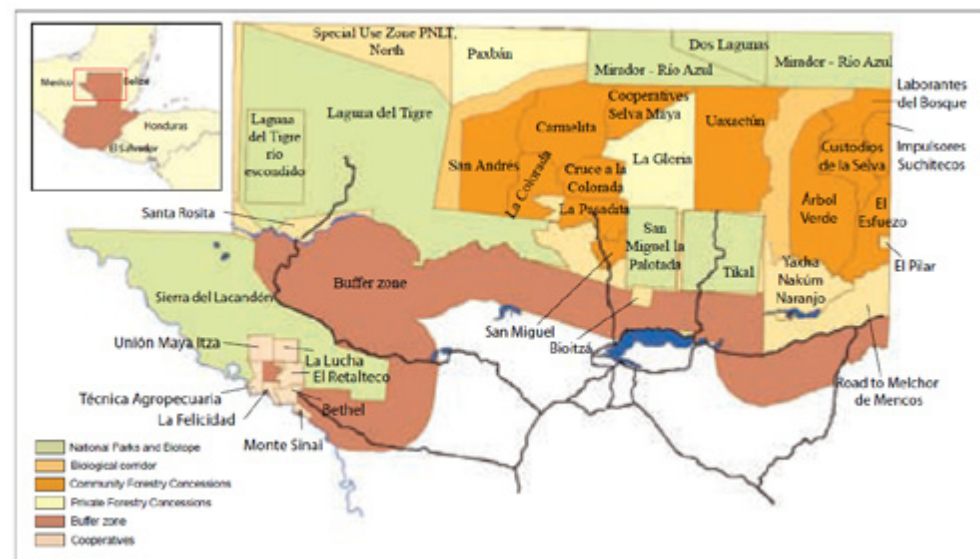 Special Use Zone PNLT,
North
Paxbán
Dos Lagunas
Mirador - Río Azul
Mirador - Río Azul
Mexico
Belize
Honduras
El Salvador
Laguna
del Tigre
río
escondido
Laguna del Tigre
Cooperatives
Selva Maya
Carmelita
San Andrés
La Colorada
Cruce a la
Colorada
La Pasadita
La Gloria
Uaxactún
Laborantes
del Bosque
Custodios
de la Selva
Impulsores
Suchitecos
Árbol
Verde
El
Esfuezo
El Pilar
Santa Rosita
San
Miguel la
Palotada
Tikal
Yaxha
Nakúm
Naranjo
Buffer zone
Sierra del Lacandón
San Miguel
Bioitzá
Unión Maya Itza
La Lucha
El Retalteco
Técnica Agropecuaria
La Felicidad
Bethel
Monte Sinai
Road to Melchor
de Mencos
National Parks and Biotope
Biological corridor
Community Forestry Concessions
Private Forestry Concessions
Buffer zone
Cooperatives